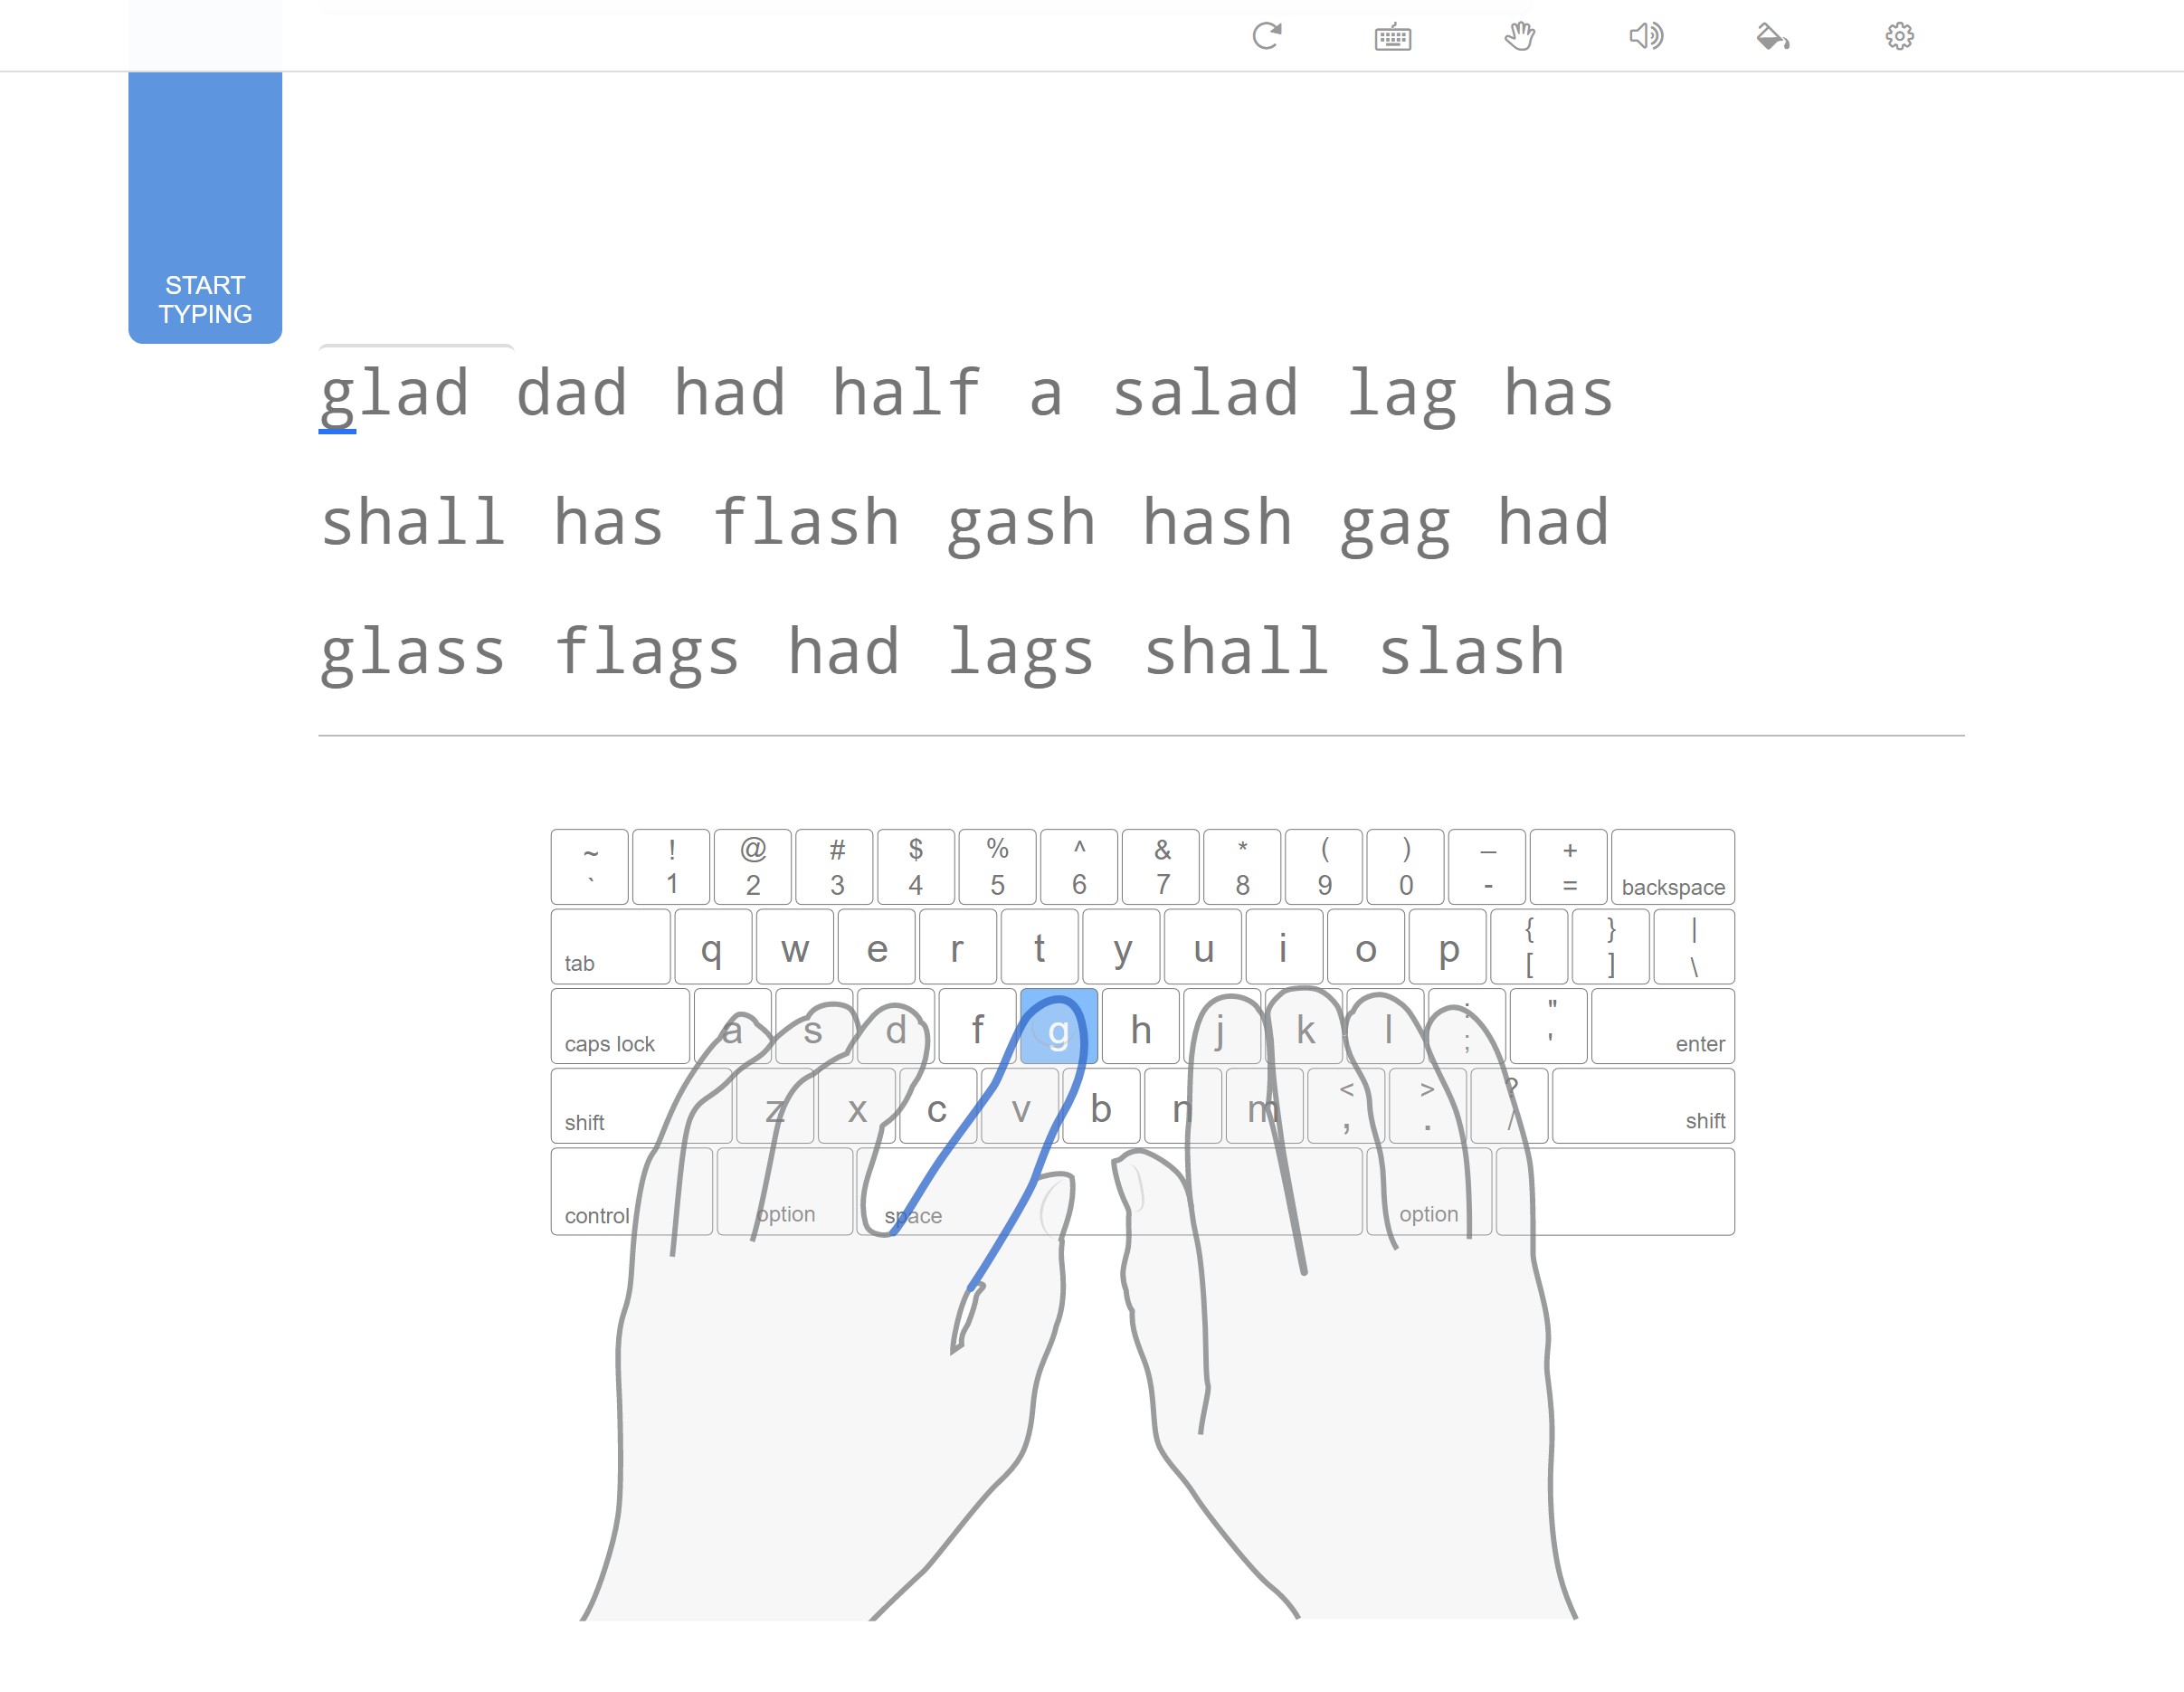 START
TYPING
glad dad had half a salad lag has
shall has flash gash hash gag had
glass flags had lags shall slash
~ ! @ # $ % ^ & * ( ) _ +
` 1 2 3 4 5 6 7 8 9 0 - = backspace
tab q w e r t y u i o p { [ } ] | \
caps lock a s d f g h j k l : ; " ' enter
shift z x c v b n m < , > . ? / shift
control option space option